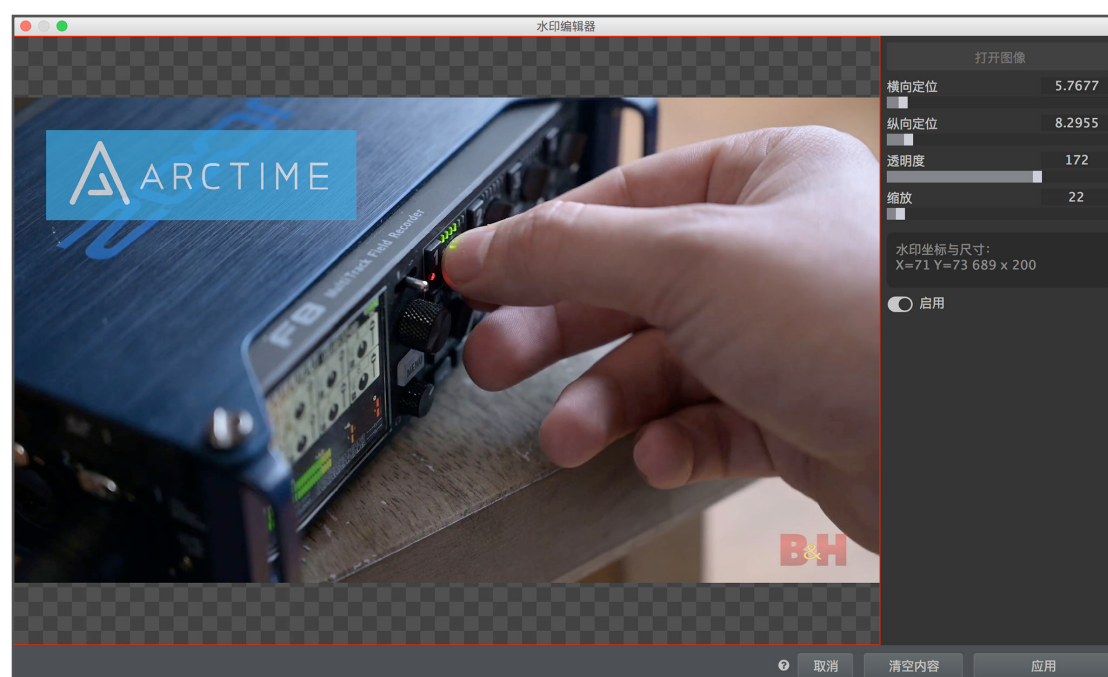 水印编辑器
打开图像
横向定位 5.7677
纵向定位 8.2955
透明度 172
缩放 22
水印坐标与尺寸：
X=71 Y=73 689 x 200
启用
ARCTIME
F8 MultiTrack Field Recorder
MENU
B&H
? 取消 清空内容 应用